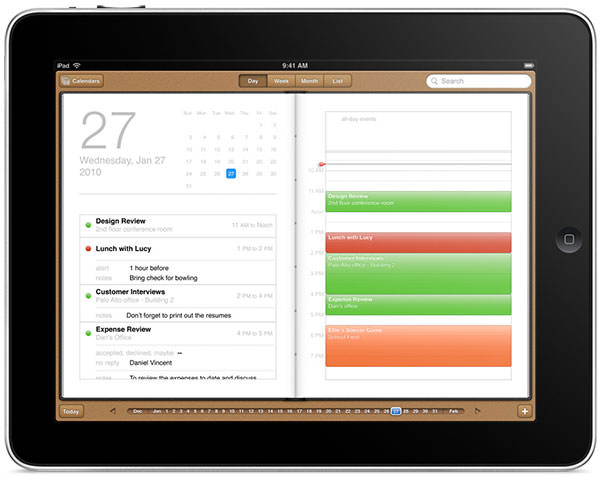 iPad
9:41 AM
Calendars
Day Week Month List
Search
27
Wednesday, Jan 27
2010
Sun Mon Tue Wed Thu Fri Sat
1 2
3 4 5 6 7 8 9
10 11 12 13 14 15 16
17 18 19 20 21 22 23
24 25 26 27 28 29 30
31
Design Review
2nd floor conference room
11 AM to Noon
Lunch with Lucy
1 PM to 2 PM
alert 1 hour before
notes Bring check for bowling
Customer Interviews
Palo Alto office - Building 2
2 PM to 4 PM
notes Don't forget to print out the resumes
Expense Review
Dan's Office
4 PM to 5 PM
accepted, declined, maybe --
no reply Daniel Vincent
notes To review the expenses to date and discuss
all-day events
10 AM
11 AM
Design Review
2nd floor conference room
Noon
1 PM
Lunch with Lucy
2 PM
Customer Interviews
Palo Alto office - Building 2
3 PM
4 PM
Expense Review
Dan's office
5 PM
Ellie's Soccer Game
6 PM
7 PM
Today
Dec Jan 1 2 3 4 5 6 7 8 9 10 11 12 13 14 15 16 17 18 19 20 21 22 23 24 25 26 27 28 29 30 31 Feb
+